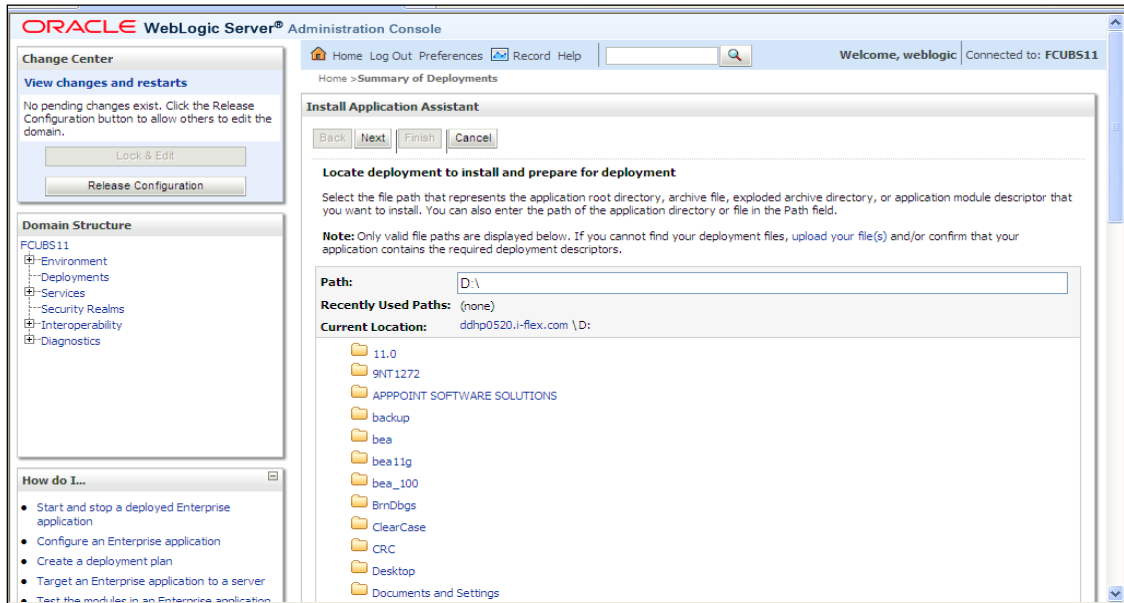 ORACLE WebLogic Server® Administration Console
Change Center
View changes and restarts
No pending changes exist. Click the Release
Configuration button to allow others to edit the
domain.
Lock & Edit
Release Configuration
Domain Structure
FCUBS11
Environment
Deployments
Services
Security Realms
Interoperability
Diagnostics
How do I...
Start and stop a deployed Enterprise
application
Configure an Enterprise application
Create a deployment plan
Target an Enterprise application to a server
Test the modules in an Enterprise application
Home Log Out Preferences Record Help
Welcome, weblogic Connected to: FCUBS11
Home >Summary of Deployments
Install Application Assistant
Back Next Finish Cancel
Locate deployment to install and prepare for deployment
Select the file path that represents the application root directory, archive file, exploded archive directory, or application module descriptor that
you want to install. You can also enter the path of the application directory or file in the Path field.
Note: Only valid file paths are displayed below. If you cannot find your deployment files, upload your file(s) and/or confirm that your
application contains the required deployment descriptors.
Path: D:\
Recently Used Paths: (none)
Current Location: ddhp0520.i-flex.com \ D:
11.0
9NT1272
APPPOINT SOFTWARE SOLUTIONS
backup
bea
bea11g
bea_100
BrnDbgs
ClearCase
CRC
Desktop
Documents and Settings